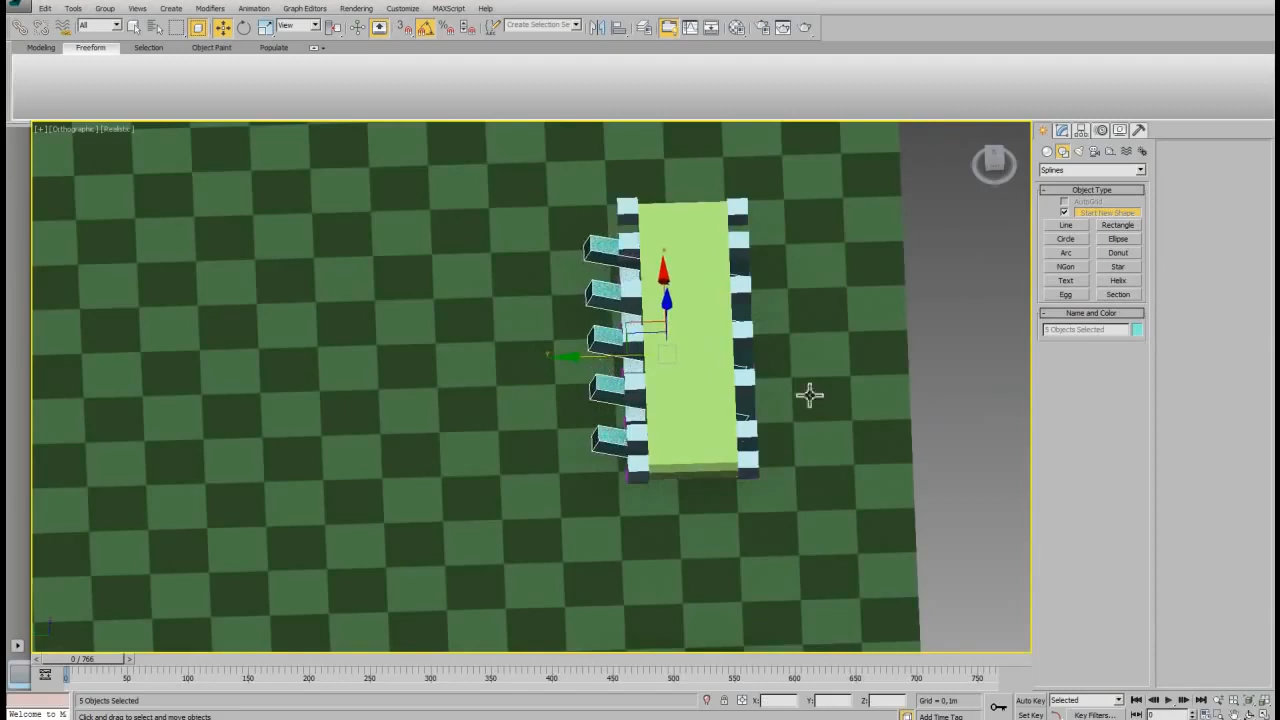 Edit Tools Group Views Create Modifiers Animation Graph Editors Rendering Customize MAXScript Help
All View Create Selection Se
Modeling Freeform Selection Object Paint Populate
[+] [Orthographic] [Realistic]
Splines
- Object Type
AutoGrid
Start New Shape
Line Rectangle
Circle Ellipse
Arc Donut
NGon Star
Text Helix
Egg Section
- Name and Color
5 Objects Selected
< 0 / 766 >
50 100 150 200 250 300 350 400 450 500 550 600 650 700 750
5 Objects Selected X: Y: Z: Grid = 0,1m Auto Key Selected
Welcome to M Click and drag to select and move objects Add Time Tag Set Key Key Filters... 0